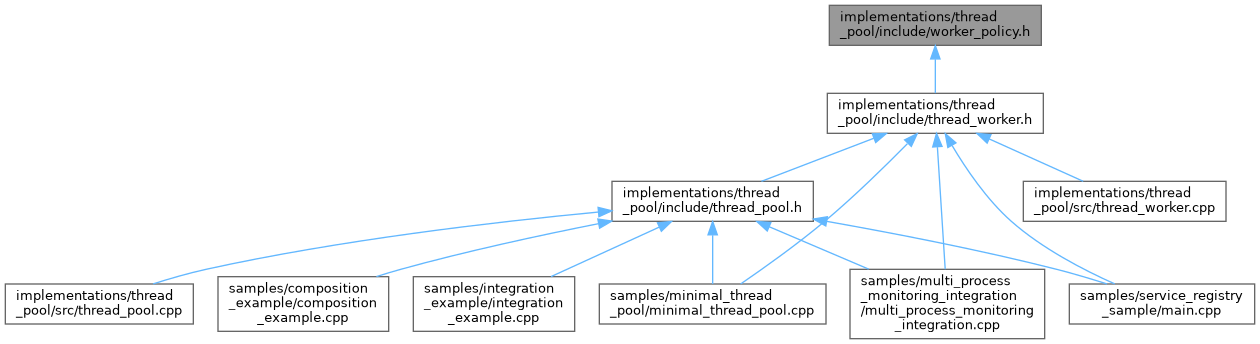 implementations/thread
_pool/include/worker_policy.h
implementations/thread
_pool/include/thread_worker.h
implementations/thread
_pool/include/thread_pool.h
implementations/thread
_pool/src/thread_worker.cpp
implementations/thread
_pool/src/thread_pool.cpp
samples/composition
_example/composition
_example.cpp
samples/integration
_example/integration
_example.cpp
samples/minimal_thread
_pool/minimal_thread_pool.cpp
samples/multi_process
_monitoring_integration
/multi_process_monitoring
_integration.cpp
samples/service_registry
_sample/main.cpp